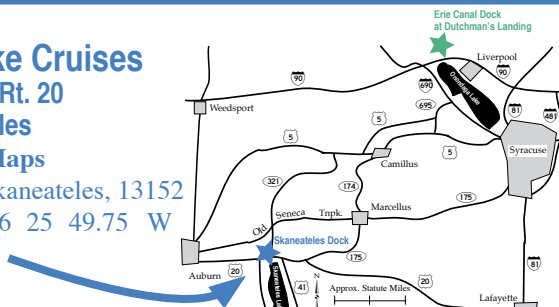 Erie Canal Dock
at Dutchman's Landing
ke Cruises
Rt. 20
les
Maps
kaneateles, 13152
6 25 49.75 W
Liverpool
90
90
690
Onondaga Lake
695
81
481
Weedsport
5
5
5
Syracuse
Camillus
321
174
175
Marcellus
Old Seneca Tnpk.
Skaneateles Dock
175
Auburn
20
41
N
Approx. Statute Miles
20
81
Lafayette